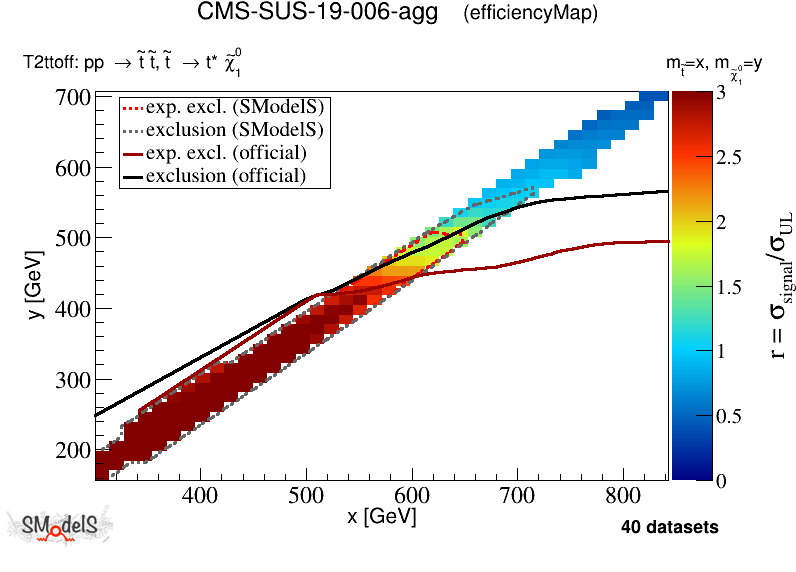 CMS-SUS-19-006-agg (efficiencyMap)
T2ttoff: pp → t̃ t̃, t̃ → t* χ̃₁⁰
m_t̃=x, m_χ̃₁⁰=y
exp. excl. (SModelS)
exclusion (SModelS)
exp. excl. (official)
exclusion (official)
700
600
500
400
300
200
y [GeV]
400 500 600 700 800
x [GeV]
3
2.5
2
1.5
1
0.5
0
r = σ_signal/σ_UL
SModelS
40 datasets